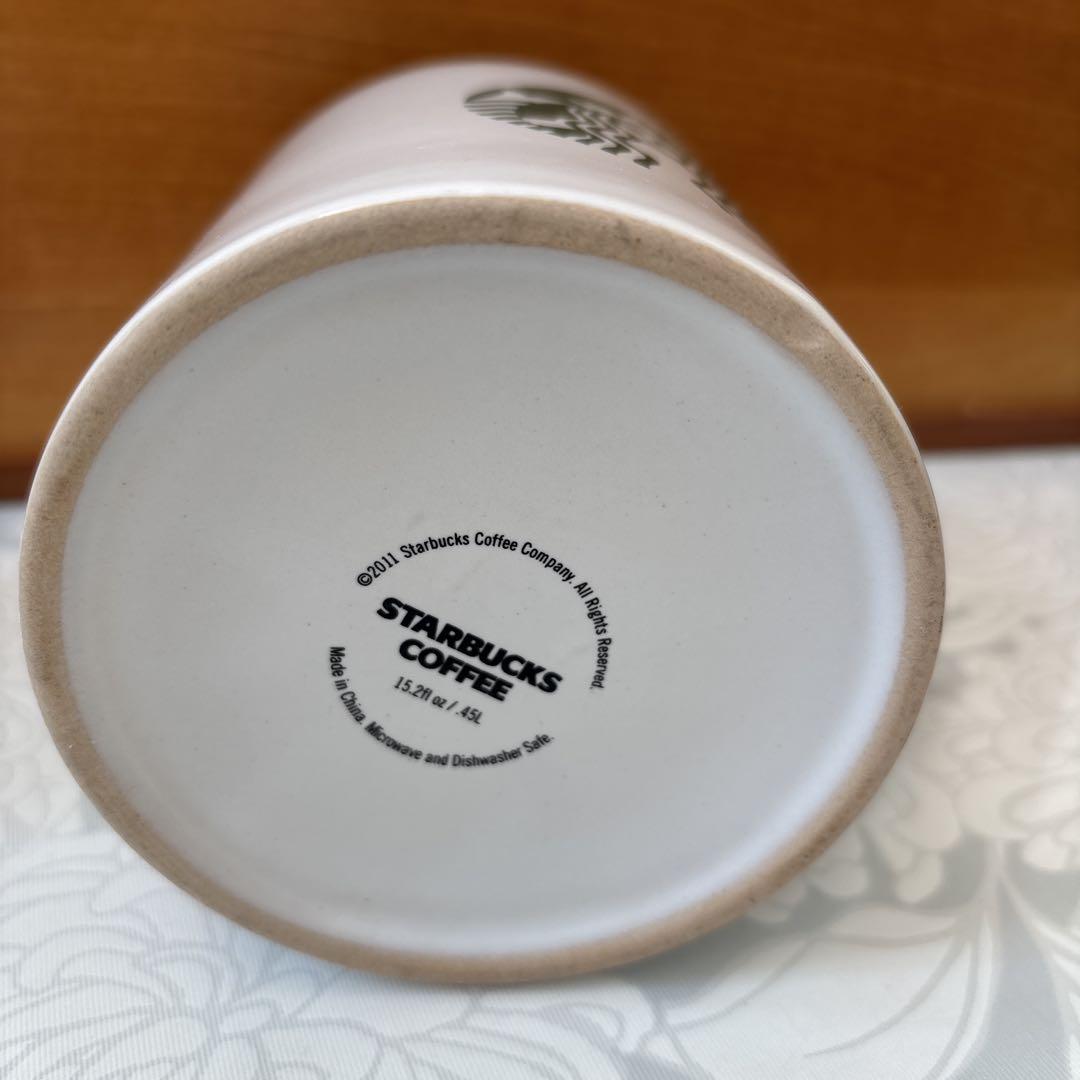 ©2011 Starbucks Coffee Company. All Rights Reserved.
STARBUCKS
COFFEE
15.2fl oz / .45L
Made in China. Microwave and Dishwasher Safe.